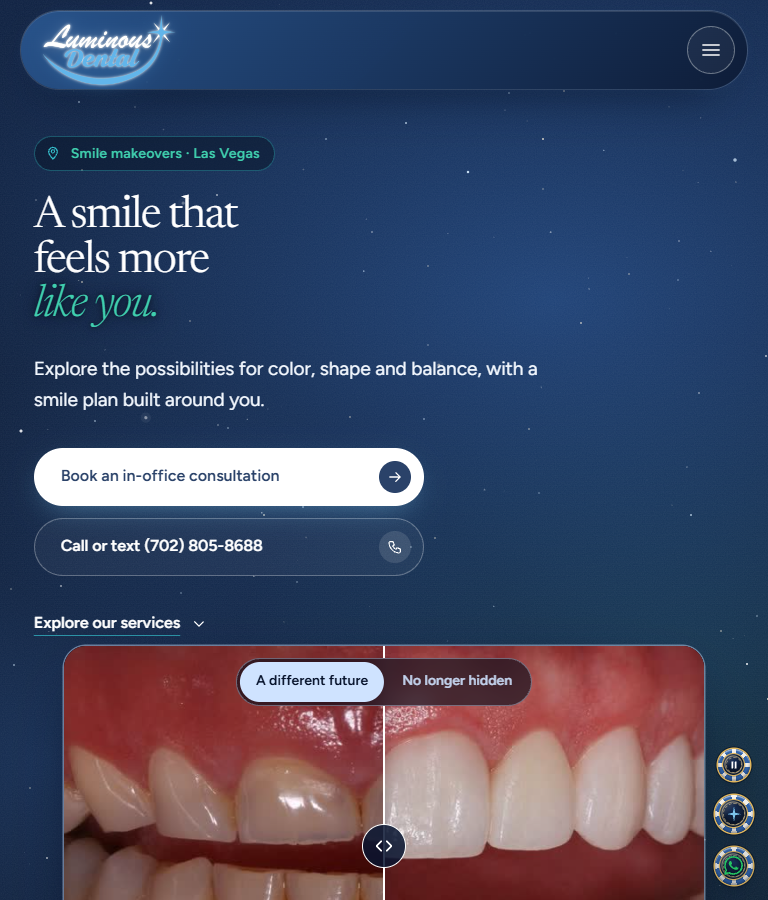 Luminous
Dental
Smile makeovers · Las Vegas
A smile that
feels more
like you.
Explore the possibilities for color, shape and balance, with a
smile plan built around you.
Book an in-office consultation
Call or text (702) 805-8688
Explore our services
A different future
No longer hidden